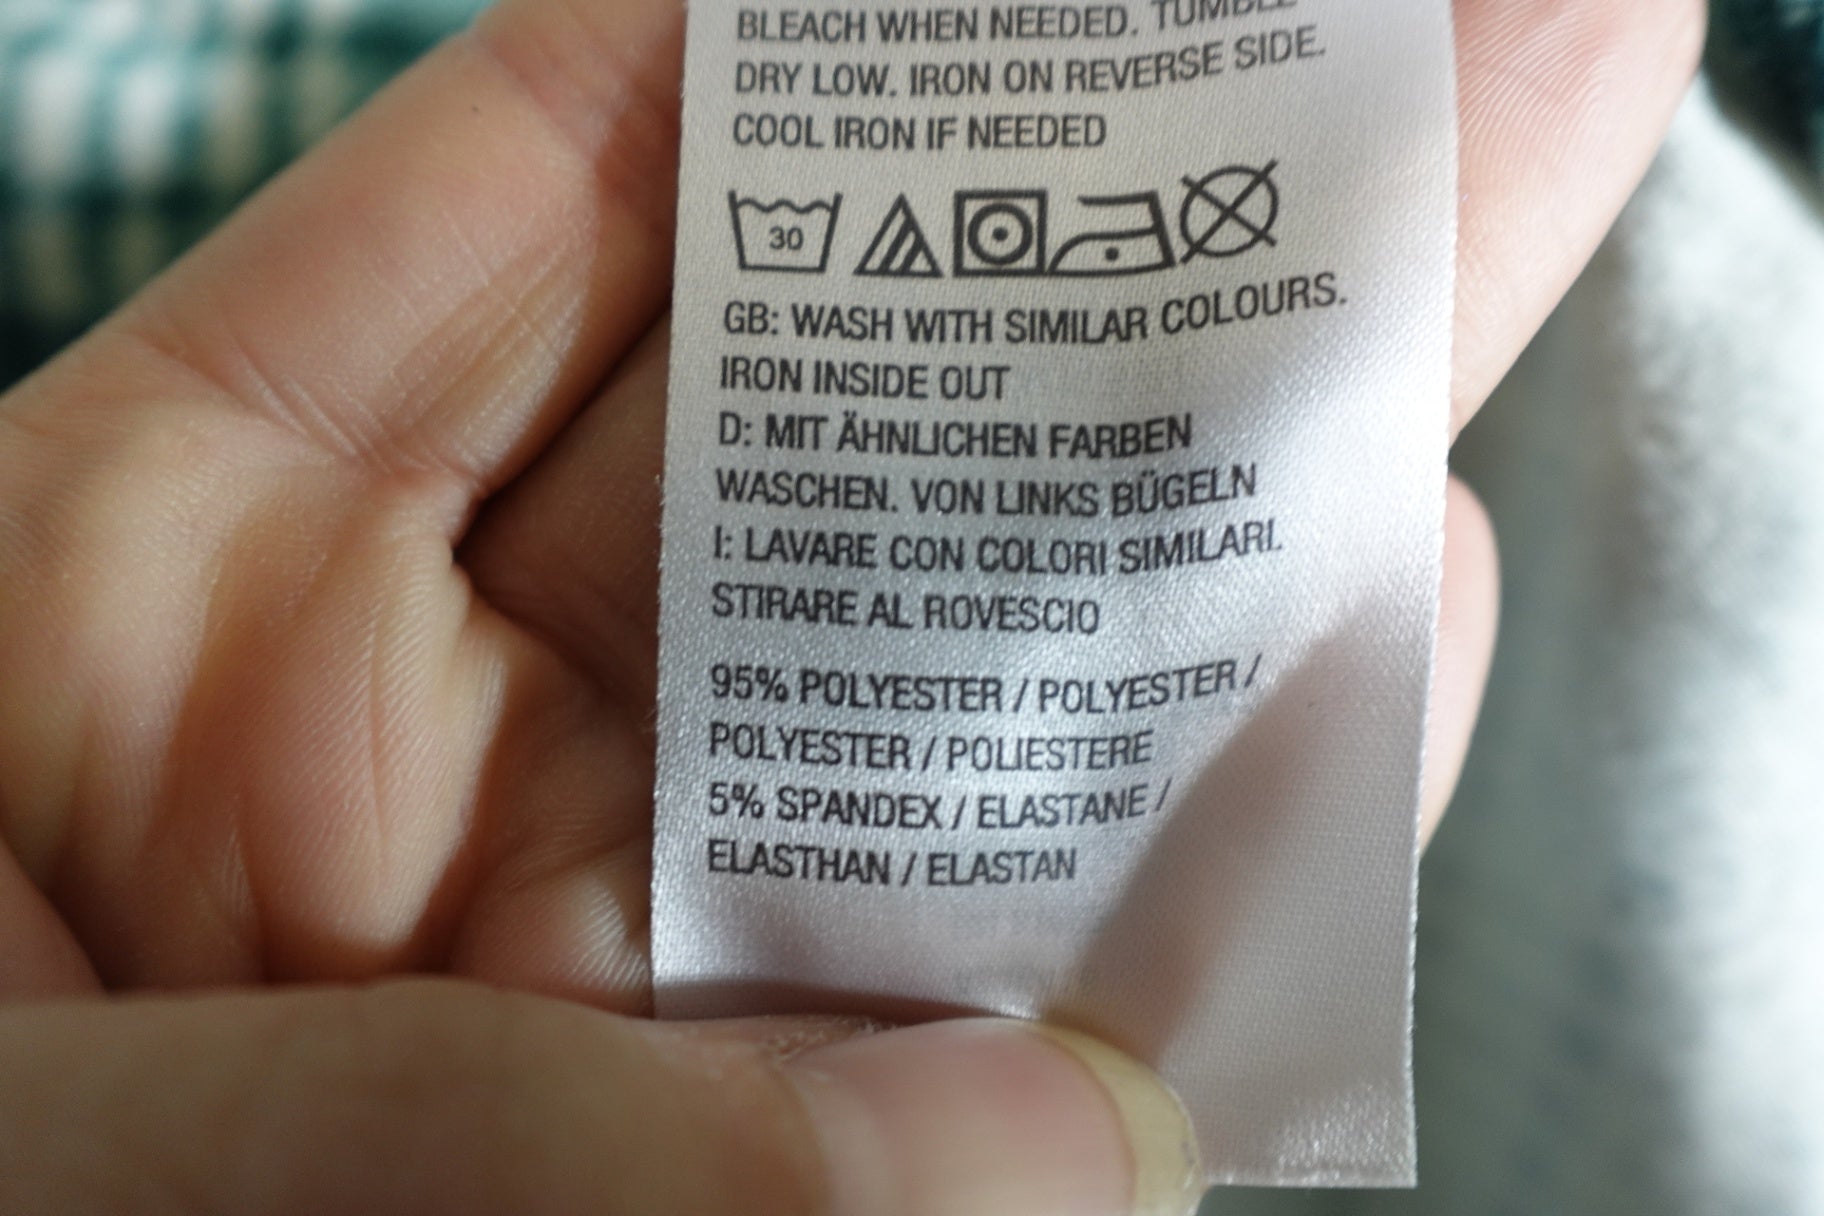 BLEACH WHEN NEEDED. TUMBLE
DRY LOW. IRON ON REVERSE SIDE.
COOL IRON IF NEEDED
30
GB: WASH WITH SIMILAR COLOURS.
IRON INSIDE OUT
D: MIT ÄHNLICHEN FARBEN
WASCHEN. VON LINKS BÜGELN
I: LAVARE CON COLORI SIMILARI.
STIRARE AL ROVESCIO
95% POLYESTER / POLYESTER /
POLYESTER / POLIESTERE
5% SPANDEX / ELASTANE /
ELASTHAN / ELASTAN